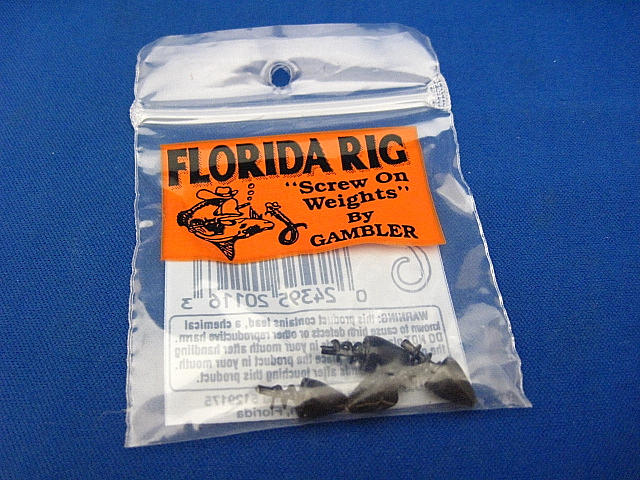 FLORIDA RIG
"Screw On
Weights"
By
GAMBLER
0 24395 20116 3
WARNING: this product contains lead, a chemical
known to cause birth defects or other reproductive harm.
DO in your mouth after handling
the product in your mouth.
after touching this product.
5129175
Florida